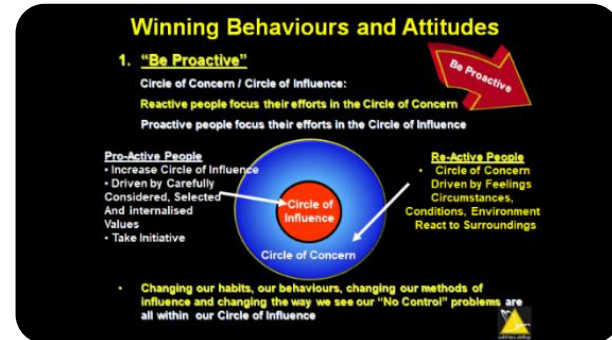 Winning Behaviours and Attitudes
1. "Be Proactive"
Be Proactive
Circle of Concern / Circle of Influence:
Reactive people focus their efforts in the Circle of Concern
Proactive people focus their efforts in the Circle of Influence
Pro-Active People
• Increase Circle of Influence
• Driven by Carefully
Considered, Selected
And internalised
Values
• Take Initiative
Circle of
Influence
Circle of Concern
Re-Active People
• Circle of Concern
Driven by Feelings
Circumstances,
Conditions, Environment
React to Surroundings
• Changing our habits, our behaviours, changing our methods of
influence and changing the way we see our "No Control" problems are
all within our Circle of Influence